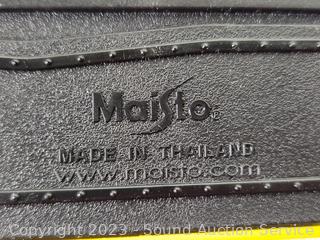 Maisto®
MADE IN THAILAND
www.maisto.com
Copyright 2023 - Sound Auction Service